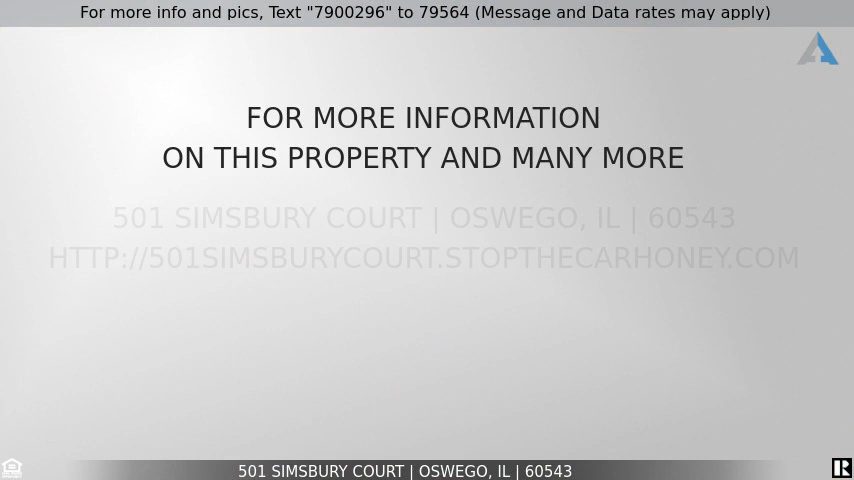 For more info and pics, Text "7900296" to 79564 (Message and Data rates may apply)
FOR MORE INFORMATION
ON THIS PROPERTY AND MANY MORE
501 SIMSBURY COURT | OSWEGO, IL | 60543
HTTP://501SIMSBURYCOURT.STOPTHECARHONEY.COM
501 SIMSBURY COURT | OSWEGO, IL | 60543